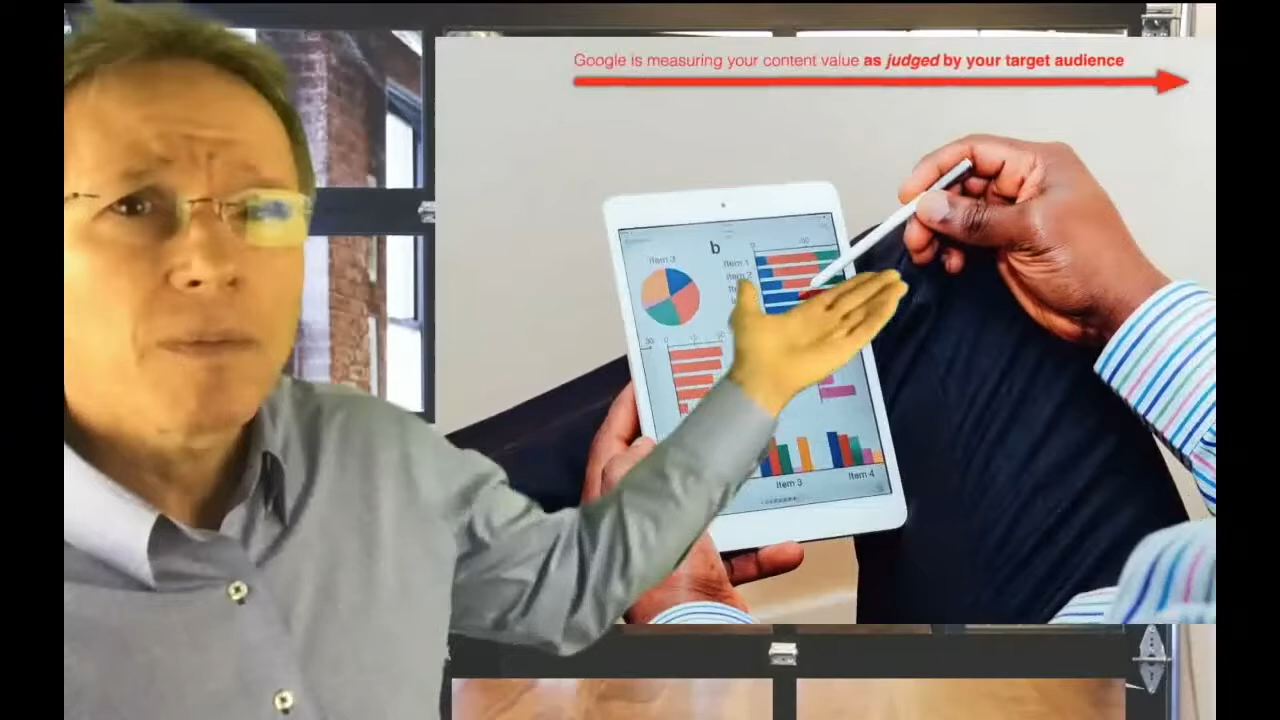 Google is measuring your content value as judged by your target audience
b
Item 3
Item 1
Item 2
Item 3
Item 4